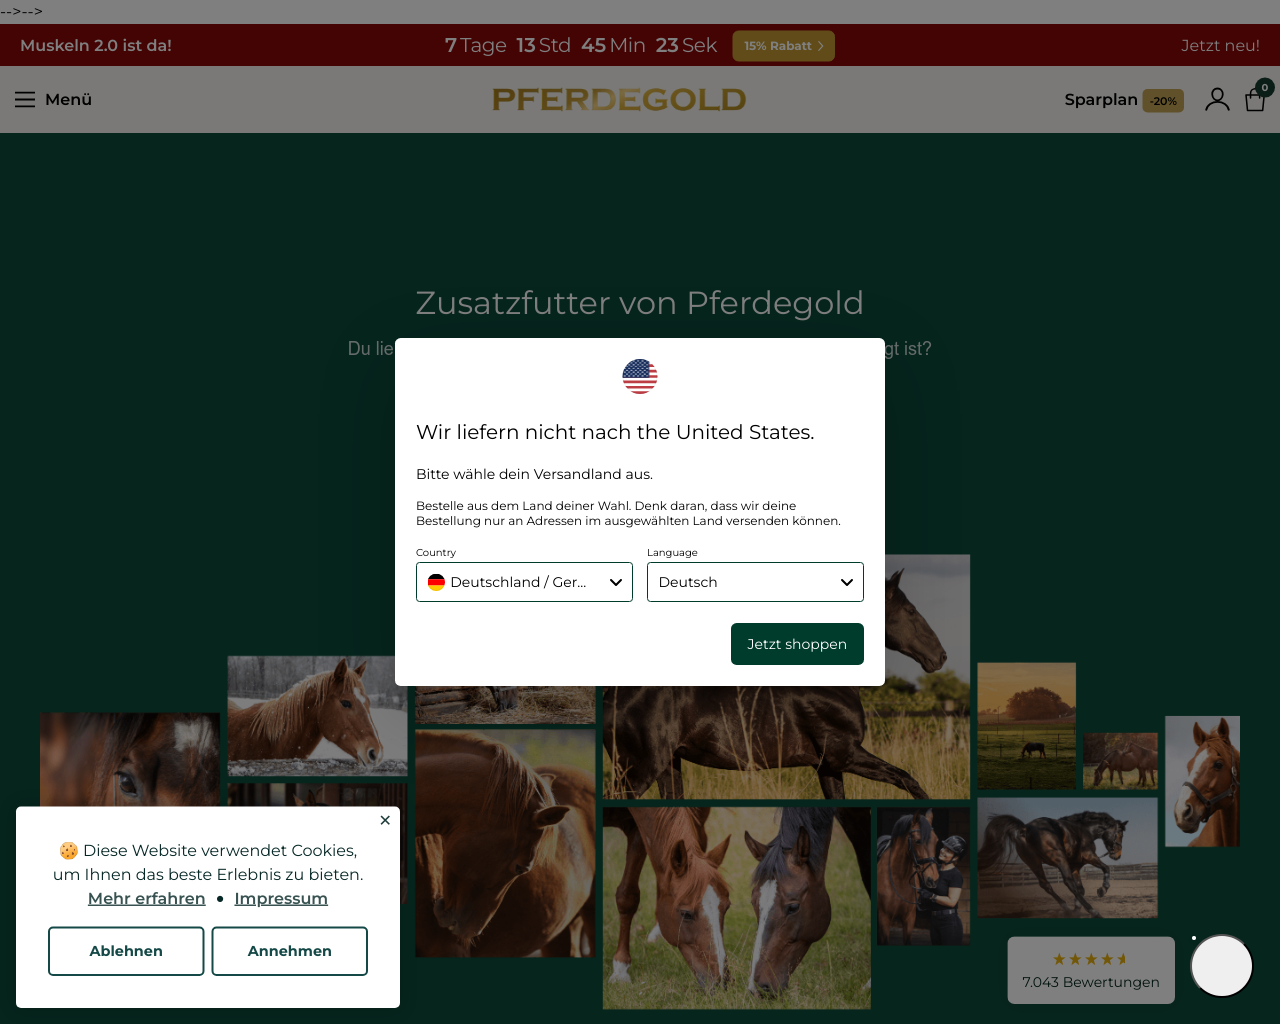 -->-->
Muskeln 2.0 ist da!
7 Tage 13 Std 45 Min 23 Sek
15% Rabatt
Jetzt neu!
Menü
PFERDEGOLD
Sparplan -20%
0
Zusatzfutter von Pferdegold
Du lie
gt ist?
Wir liefern nicht nach the United States.
Bitte wähle dein Versandland aus.
Bestelle aus dem Land deiner Wahl. Denk daran, dass wir deine
Bestellung nur an Adressen im ausgewählten Land versenden können.
Country
Language
Deutschland / Ger...
Deutsch
Jetzt shoppen
🍪 Diese Website verwendet Cookies,
um Ihnen das beste Erlebnis zu bieten.
Mehr erfahren • Impressum
Ablehnen
Annehmen
7.043 Bewertungen